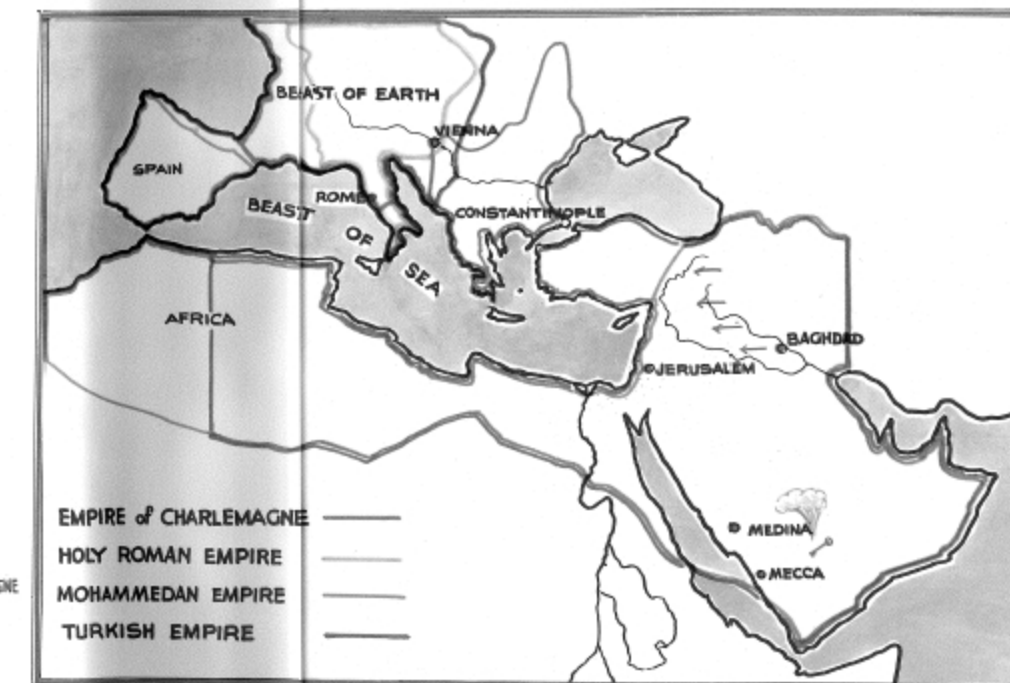 BEAST OF EARTH
VIENNA
SPAIN
ROME
BEAST
OF
SEA
CONSTANTINOPLE
AFRICA
BAGHDAD
JERUSALEM
MEDINA
MECCA
EMPIRE of CHARLEMAGNE
HOLY ROMAN EMPIRE
MOHAMMEDAN EMPIRE
TURKISH EMPIRE